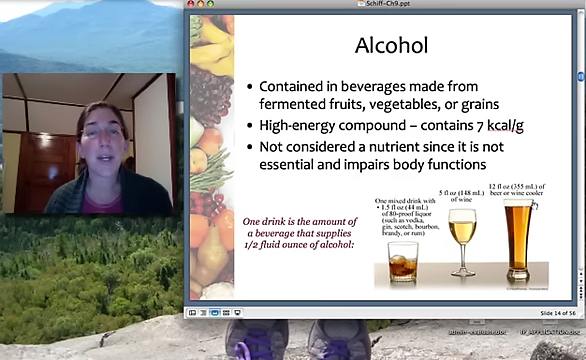 Schiff-Ch9.ppt
Alcohol
• Contained in beverages made from
fermented fruits, vegetables, or grains
• High-energy compound – contains 7 kcal/g
• Not considered a nutrient since it is not
essential and impairs body functions
One drink is the amount of
a beverage that supplies
1/2 fluid ounce of alcohol:
One mixed drink with
• 1.5 fl oz (44 mL)
of 80-proof liquor
(such as vodka,
gin, scotch, bourbon,
brandy, or rum)
5 fl oz (148 mL)
of wine
12 fl oz (355 mL) of
beer or wine cooler
Slide 14 of 56